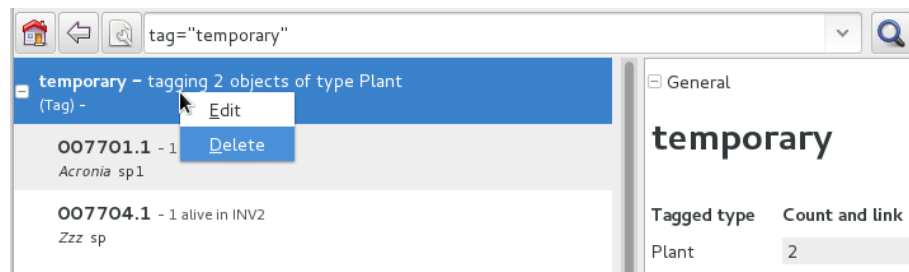 tag="temporary"
temporary – tagging 2 objects of type Plant
(Tag) -
Edit
Delete
007701.1 - 1
Acronia sp1
007704.1 - 1 alive in INV2
Zzz sp
General
temporary
Tagged type Count and link
Plant 2